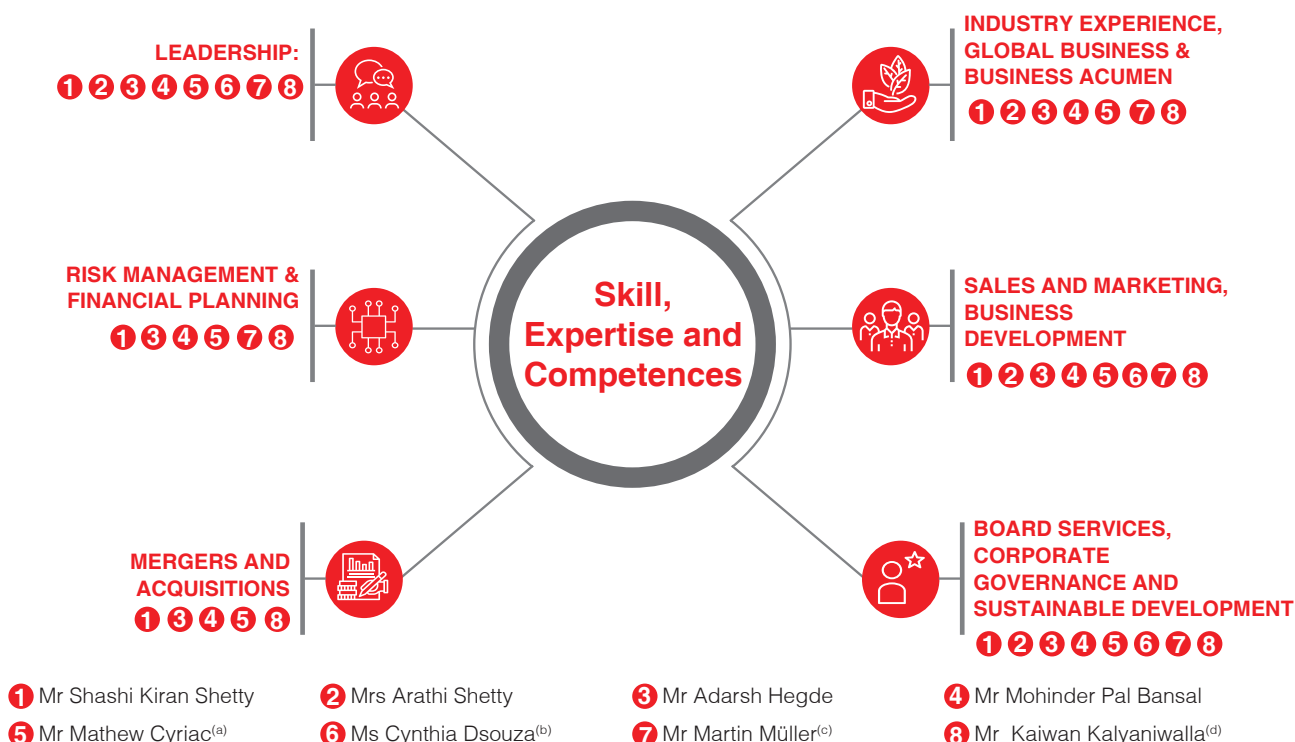 LEADERSHIP:
1 2 3 4 5 6 7 8
INDUSTRY EXPERIENCE,
GLOBAL BUSINESS &
BUSINESS ACUMEN
1 2 3 4 5 7 8
RISK MANAGEMENT &
FINANCIAL PLANNING
1 3 4 5 7 8
Skill,
Expertise and
Competences
SALES AND MARKETING,
BUSINESS
DEVELOPMENT
1 2 3 4 5 6 7 8
MERGERS AND
ACQUISITIONS
1 3 4 5 8
BOARD SERVICES,
CORPORATE
GOVERNANCE AND
SUSTAINABLE DEVELOPMENT
1 2 3 4 5 6 7 8
1 Mr Shashi Kiran Shetty 2 Mrs Arathi Shetty 3 Mr Adarsh Hegde 4 Mr Mohinder Pal Bansal
5 Mr Mathew Cyriac(a) 6 Ms Cynthia Dsouza(b) 7 Mr Martin Müller(c) 8 Mr Kaiwan Kalyaniwalla(d)